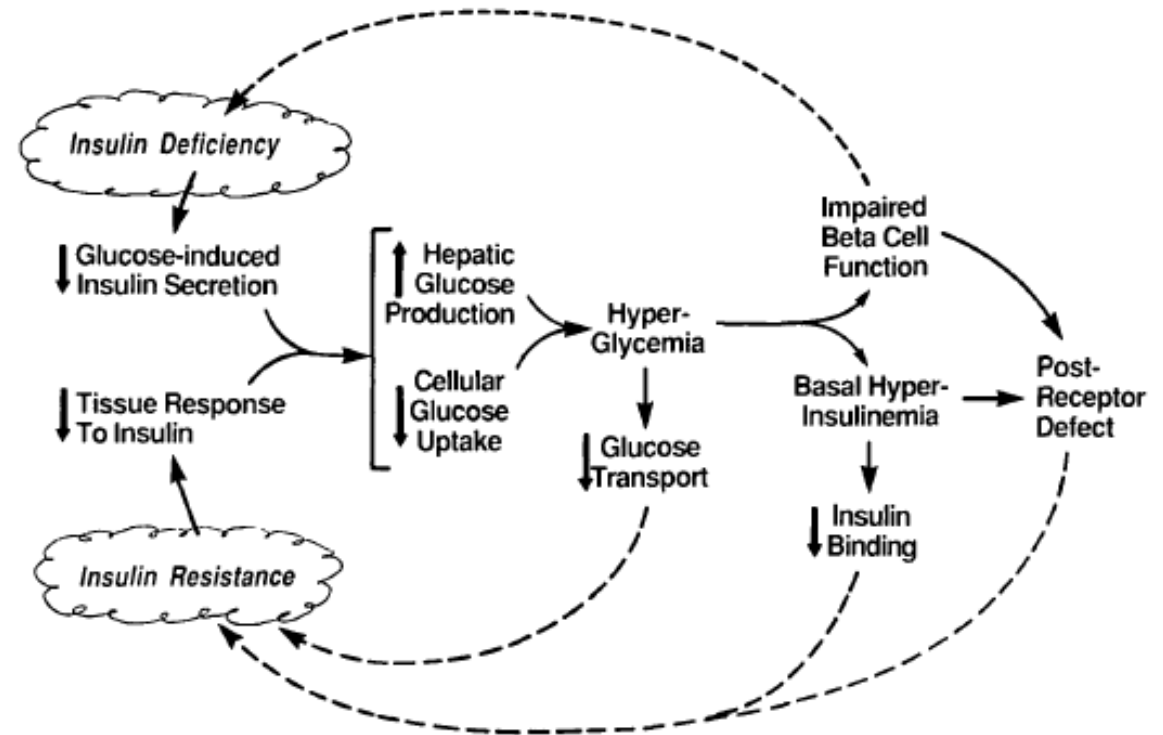 Insulin Deficiency
Glucose-induced
Insulin Secretion
Tissue Response
To Insulin
Insulin Resistance
Hepatic
Glucose
Production
Cellular
Glucose
Uptake
Hyper-
Glycemia
Glucose
Transport
Impaired
Beta Cell
Function
Basal Hyper-
Insulinemia
Insulin
Binding
Post-
Receptor
Defect